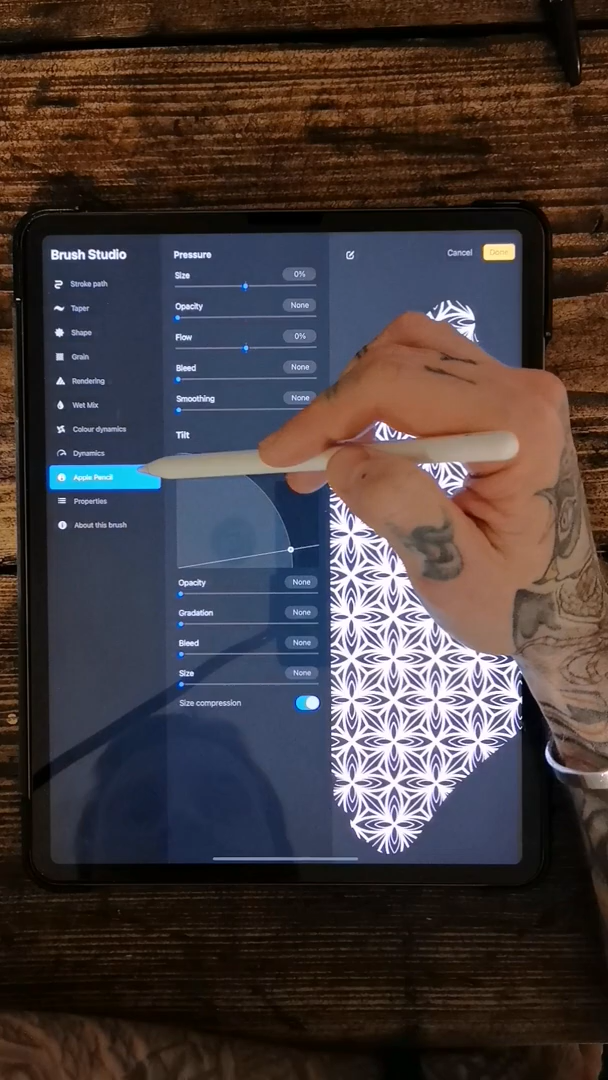 Brush Studio
Stroke path
Taper
Shape
Grain
Rendering
Wet Mix
Colour dynamics
Dynamics
Apple Pencil
Properties
About this brush
Pressure
Size 0%
Opacity None
Flow 0%
Bleed None
Smoothing None
Tilt
Opacity None
Gradation None
Bleed None
Size None
Size compression
Cancel Done